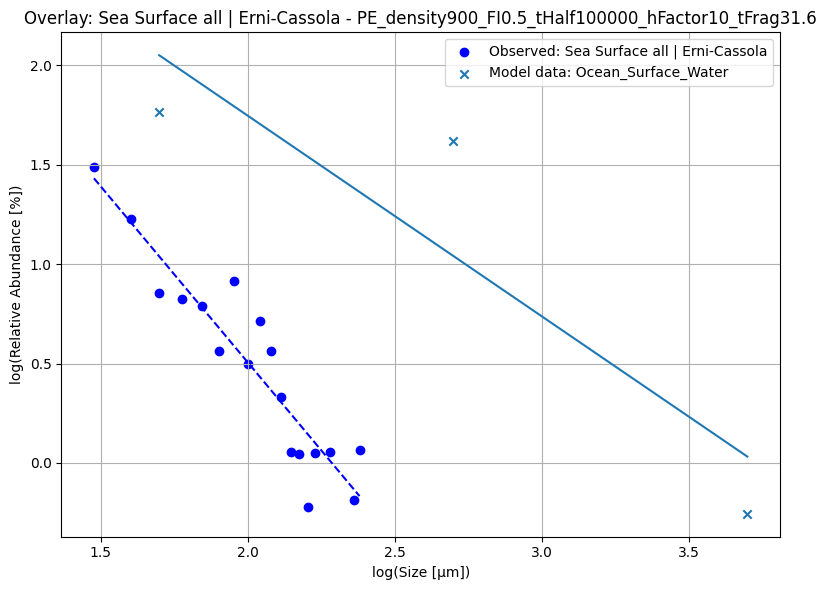 Overlay: Sea Surface all | Erni-Cassola - PE_density900_FI0.5_tHalf100000_hFactor10_tFrag31.6
Observed: Sea Surface all | Erni-Cassola
Model data: Ocean_Surface_Water
log(Relative Abundance [%])
2.0
1.5
1.0
0.5
0.0
1.5
2.0
2.5
3.0
3.5
log(Size [μm])